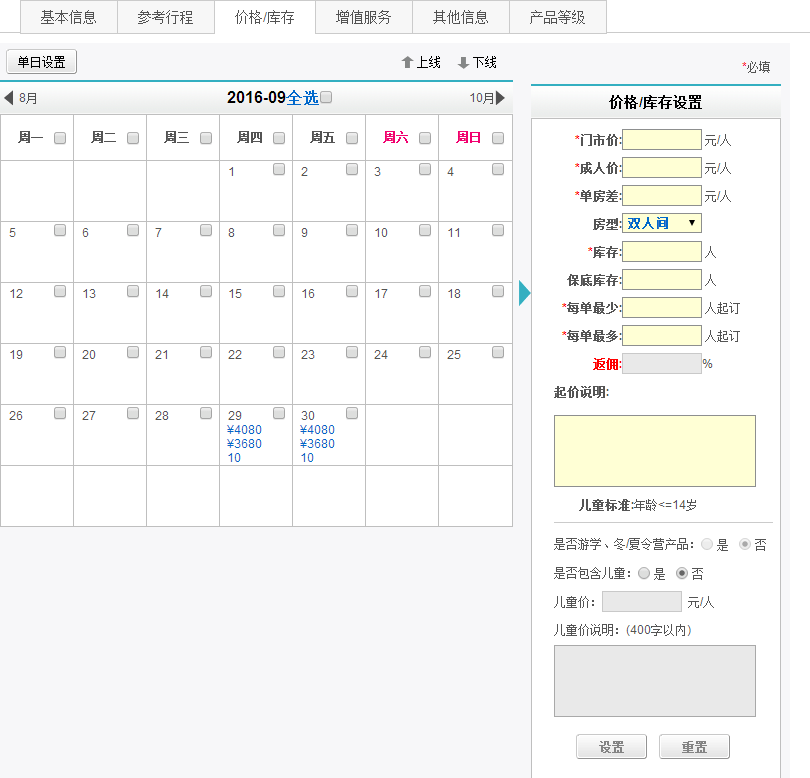 基本信息 参考行程 价格/库存 增值服务 其他信息 产品等级
单日设置 上线 下线
8月 2016-09全选 10月
周一 周二 周三 周四 周五 周六 周日
1 2 3 4
5 6 7 8 9 10 11
12 13 14 15 16 17 18
19 20 21 22 23 24 25
26 27 28 29 30
¥4080 ¥4080
¥3680 ¥3680
10 10
*必填
价格/库存设置
*门市价: 元/人
*成人价: 元/人
*单房差: 元/人
房型: 双人间
*库存: 人
保底库存: 人
*每单最少: 人起订
*每单最多: 人起订
返佣: %
起价说明:
儿童标准:年龄<=14岁
是否游学、冬/夏令营产品: 是 否
是否包含儿童: 是 否
儿童价: 元/人
儿童价说明:(400字以内)
设置 重置